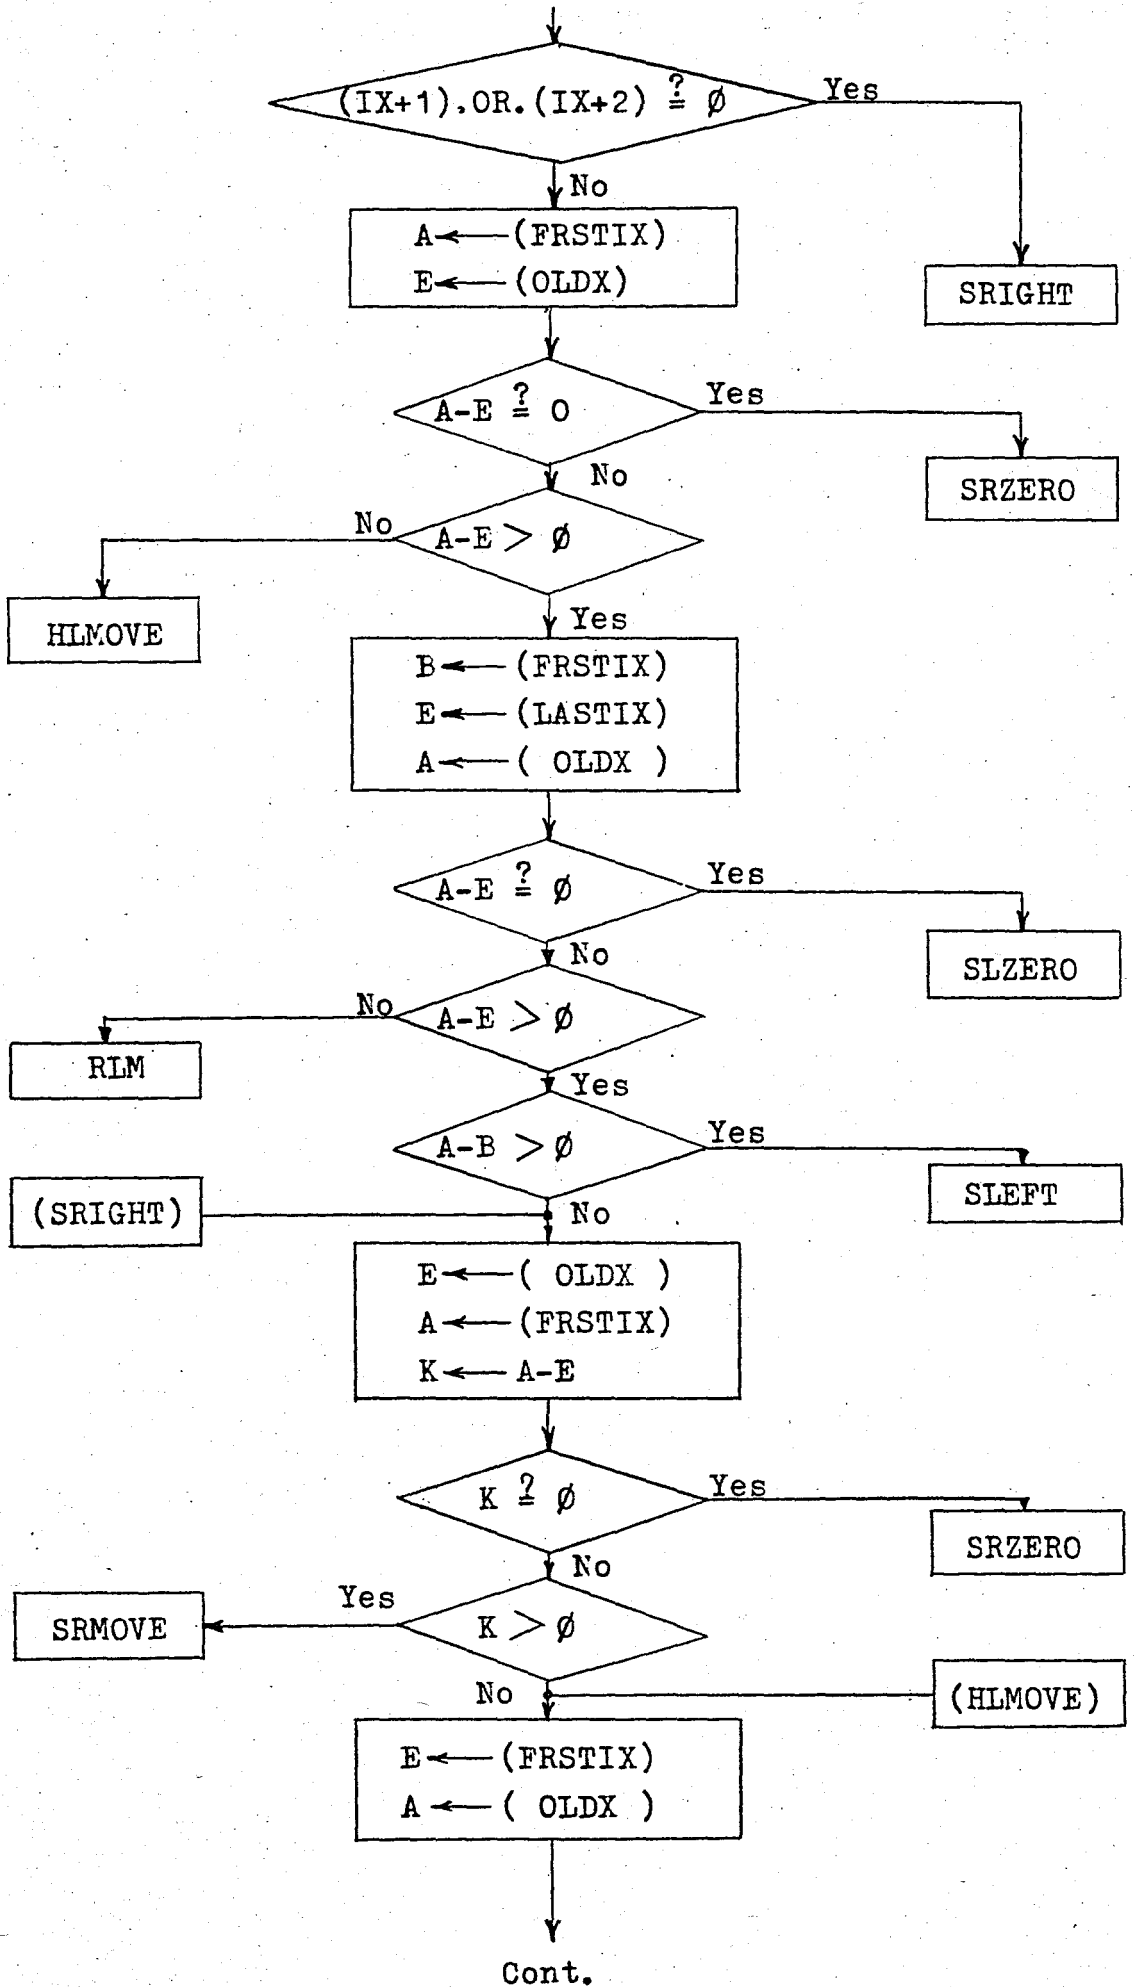 (IX+1).OR.(IX+2) ?= ∅
Yes
No
A←(FRSTIX)
E←(OLDX)
SRIGHT
A-E ?= 0
Yes
SRZERO
No
No
A-E > ∅
HLMOVE
Yes
B←(FRSTIX)
E←(LASTIX)
A←( OLDX )
A-E ?= ∅
Yes
SLZERO
No
No
A-E > ∅
RLM
Yes
A-B > ∅
Yes
SLEFT
(SRIGHT)
No
E←( OLDX )
A←(FRSTIX)
K← A-E
K ?= ∅
Yes
SRZERO
No
Yes
SRMOVE
K > ∅
No
(HLMOVE)
E←(FRSTIX)
A←( OLDX )
Cont.